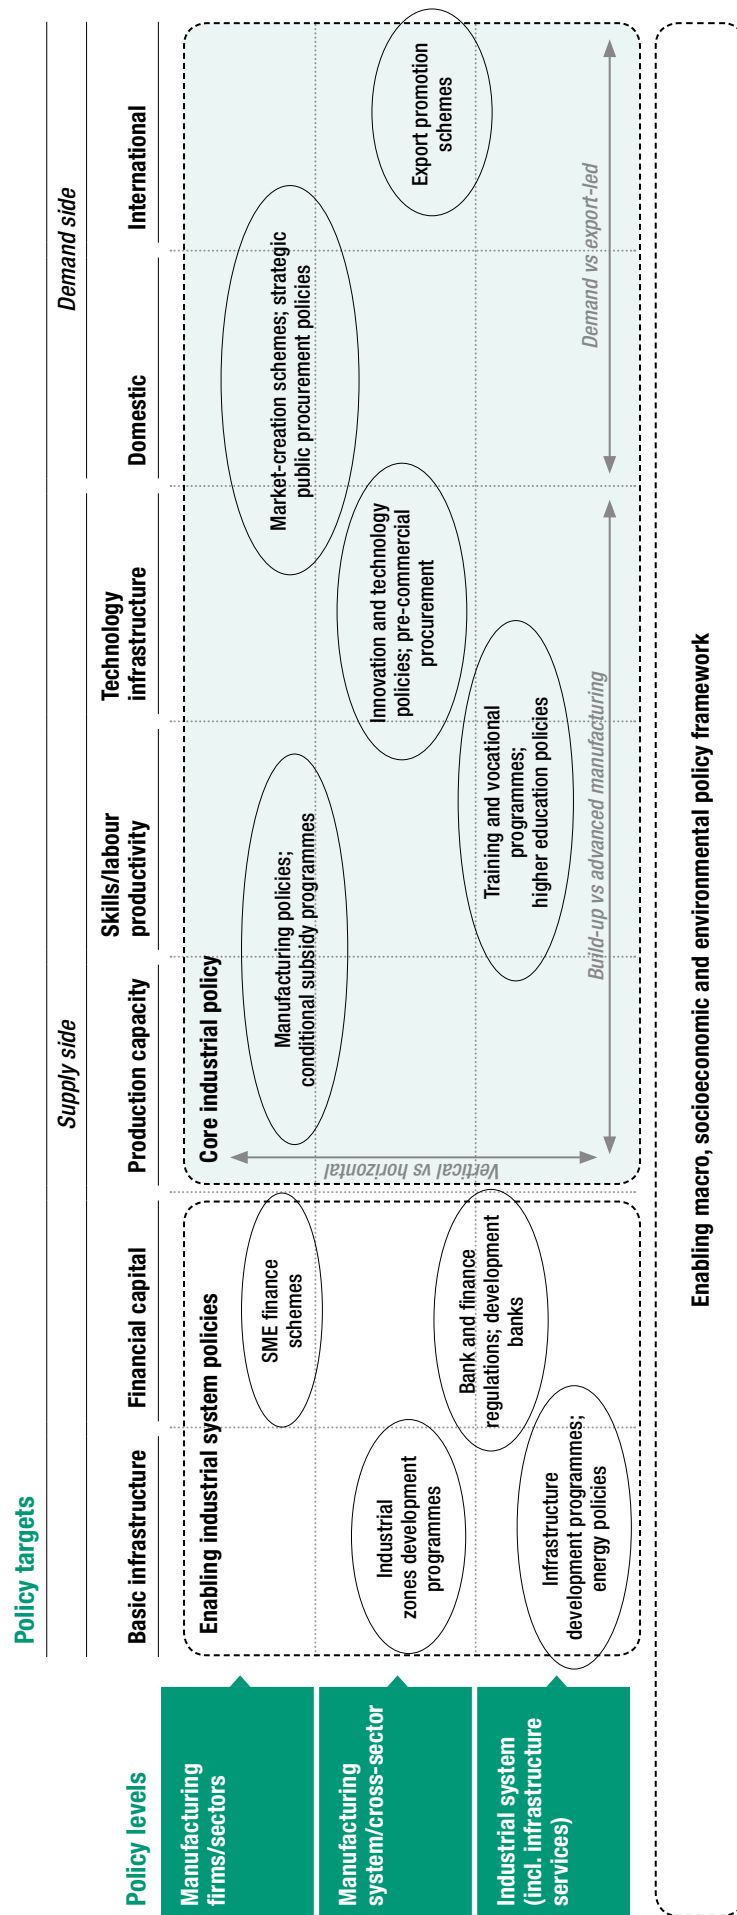 Policy targets
Supply side
Demand side
Policy levels
Basic infrastructure
Financial capital
Production capacity
Skills/labour
productivity
Technology
infrastructure
Domestic
International
Manufacturing
firms/sectors
Manufacturing
system/cross-sector
Industrial system
(incl. infrastructure
services)
Enabling industrial system policies
SME finance
schemes
Industrial
zones development
programmes
Bank and finance
regulations; development
banks
Infrastructure
development programmes;
energy policies
Core industrial policy
Vertical vs horizontal
Manufacturing policies;
conditional subsidy programmes
Market-creation schemes; strategic
public procurement policies
Innovation and technology
policies; pre-commercial
procurement
Export promotion
schemes
Training and vocational
programmes;
higher education policies
Build-up vs advanced manufacturing
Demand vs export-led
Enabling macro, socioeconomic and environmental policy framework